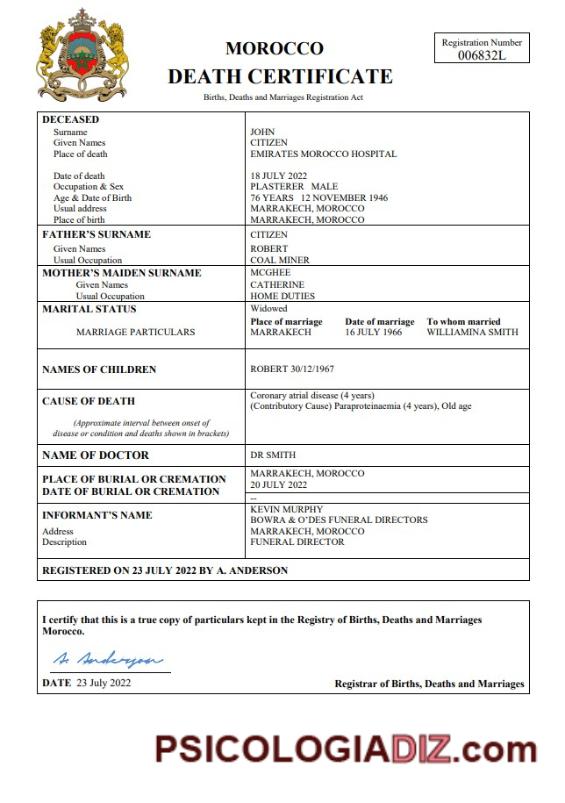 MOROCCO
DEATH CERTIFICATE
Births, Deaths and Marriages Registration Act
Registration Number
006832L
DECEASED
Surname JOHN
Given Names CITIZEN
Place of death EMIRATES MOROCCO HOSPITAL
Date of death 18 JULY 2022
Occupation & Sex PLASTERER MALE
Age & Date of Birth 76 YEARS 12 NOVEMBER 1946
Usual address MARRAKECH, MOROCCO
Place of birth MARRAKECH, MOROCCO
FATHER'S SURNAME CITIZEN
Given Names ROBERT
Usual Occupation COAL MINER
MOTHER'S MAIDEN SURNAME MCGHEE
Given Names CATHERINE
Usual Occupation HOME DUTIES
MARITAL STATUS Widowed
Place of marriage Date of marriage To whom married
MARRIAGE PARTICULARS MARRAKECH 16 JULY 1966 WILLIAMINA SMITH
NAMES OF CHILDREN ROBERT 30/12/1967
CAUSE OF DEATH Coronary atrial disease (4 years)
(Contributory Cause) Paraproteinaemia (4 years), Old age
(Approximate interval between onset of
disease or condition and deaths shown in brackets)
NAME OF DOCTOR DR SMITH
PLACE OF BURIAL OR CREMATION MARRAKECH, MOROCCO
DATE OF BURIAL OR CREMATION 20 JULY 2022
--
INFORMANT'S NAME KEVIN MURPHY
BOWRA & O'DES FUNERAL DIRECTORS
Address MARRAKECH, MOROCCO
Description FUNERAL DIRECTOR
REGISTERED ON 23 JULY 2022 BY A. ANDERSON
I certify that this is a true copy of particulars kept in the Registry of Births, Deaths and Marriages
Morocco.
A. Anderson
DATE 23 July 2022 Registrar of Births, Deaths and Marriages
PSICOLOGIADIZ.com